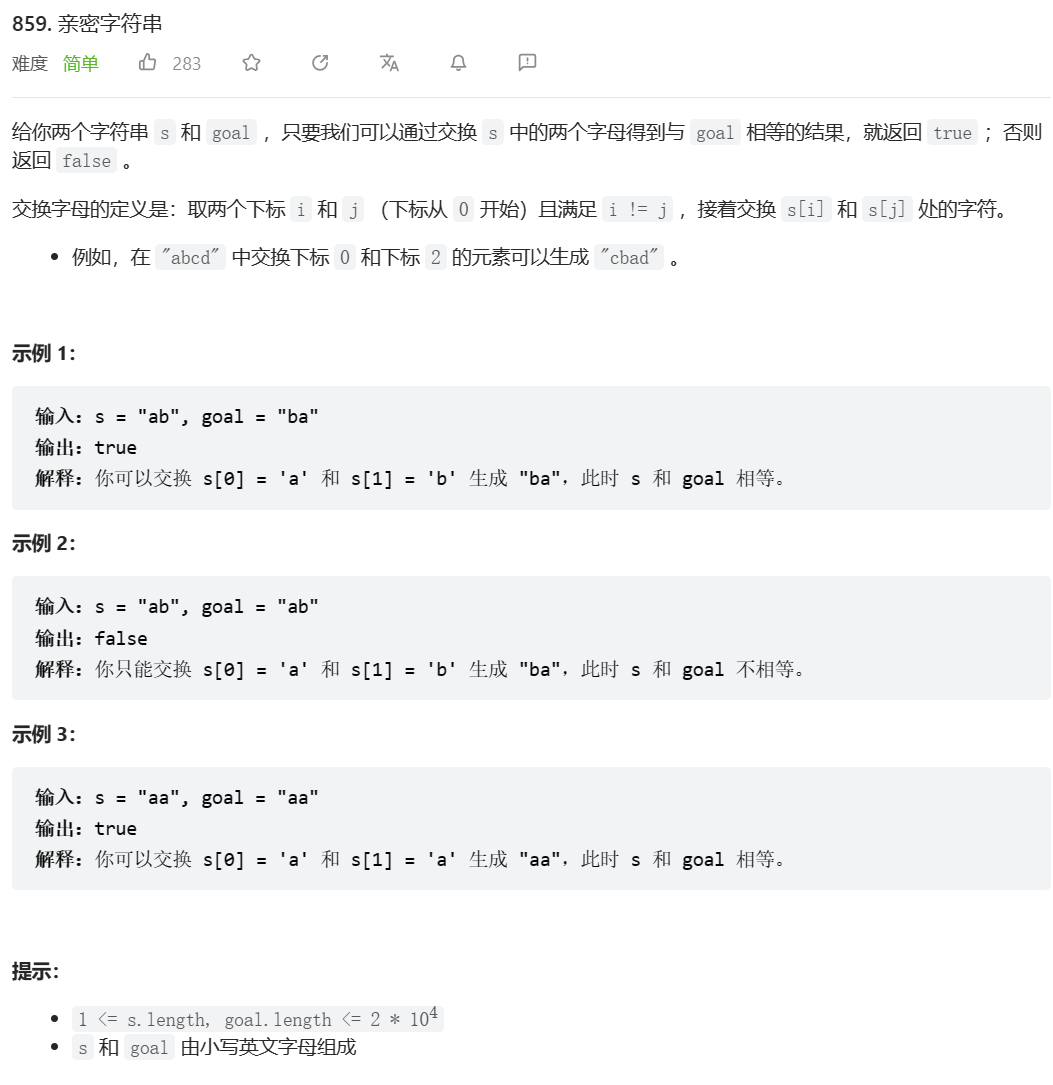 859. 亲密字符串
难度 简单 283
给你两个字符串 s 和 goal ，只要我们可以通过交换 s 中的两个字母得到与 goal 相等的结果，就返回 true ；否则
返回 false 。
交换字母的定义是：取两个下标 i 和 j （下标从 0 开始）且满足 i != j ，接着交换 s[i] 和 s[j] 处的字符。
• 例如，在 "abcd" 中交换下标 0 和下标 2 的元素可以生成 "cbad" 。
示例 1：
输入：s = "ab", goal = "ba"
输出：true
解释：你可以交换 s[0] = 'a' 和 s[1] = 'b' 生成 "ba"，此时 s 和 goal 相等。
示例 2：
输入：s = "ab", goal = "ab"
输出：false
解释：你只能交换 s[0] = 'a' 和 s[1] = 'b' 生成 "ba"，此时 s 和 goal 不相等。
示例 3：
输入：s = "aa", goal = "aa"
输出：true
解释：你可以交换 s[0] = 'a' 和 s[1] = 'a' 生成 "aa"，此时 s 和 goal 相等。
提示：
• 1 <= s.length, goal.length <= 2 * 10⁴
• s 和 goal 由小写英文字母组成